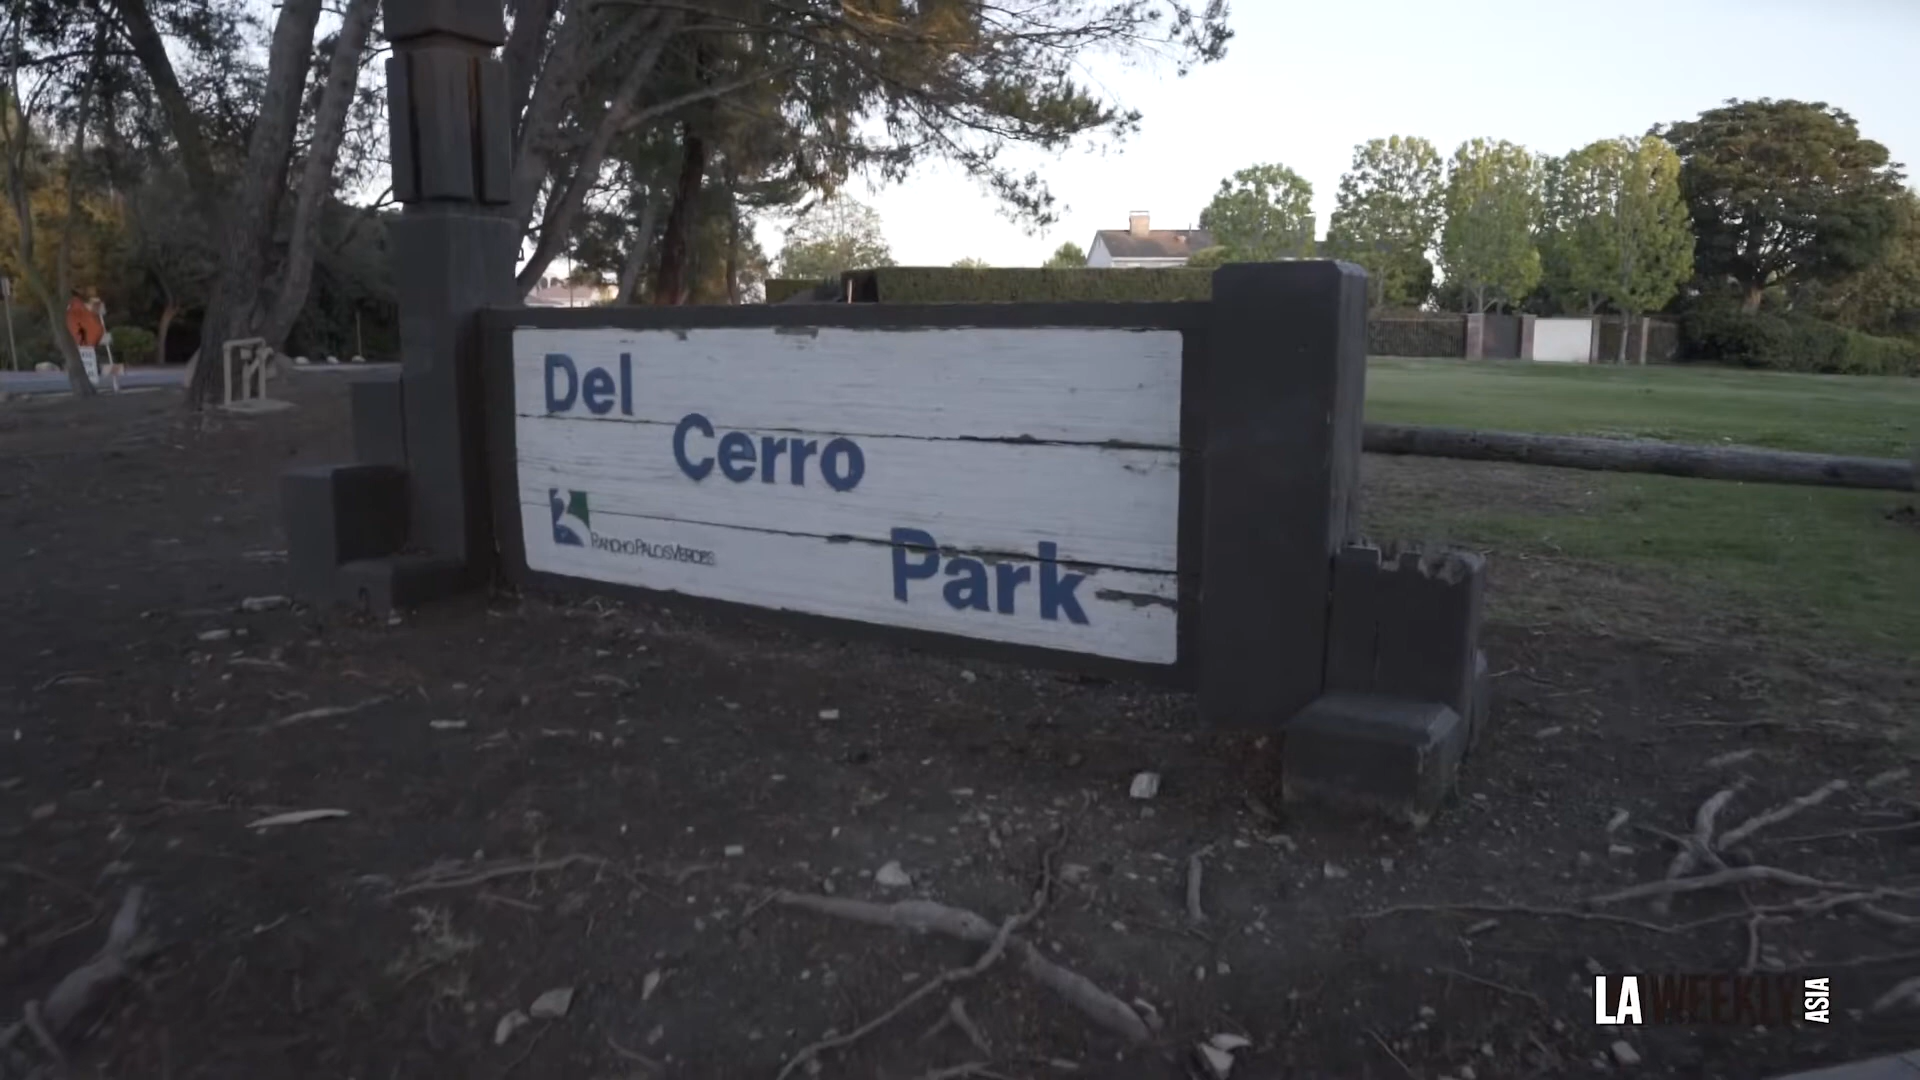 Del
Cerro
Park
RANCHO PALOS VERDES
LA WEEKLY ASIA